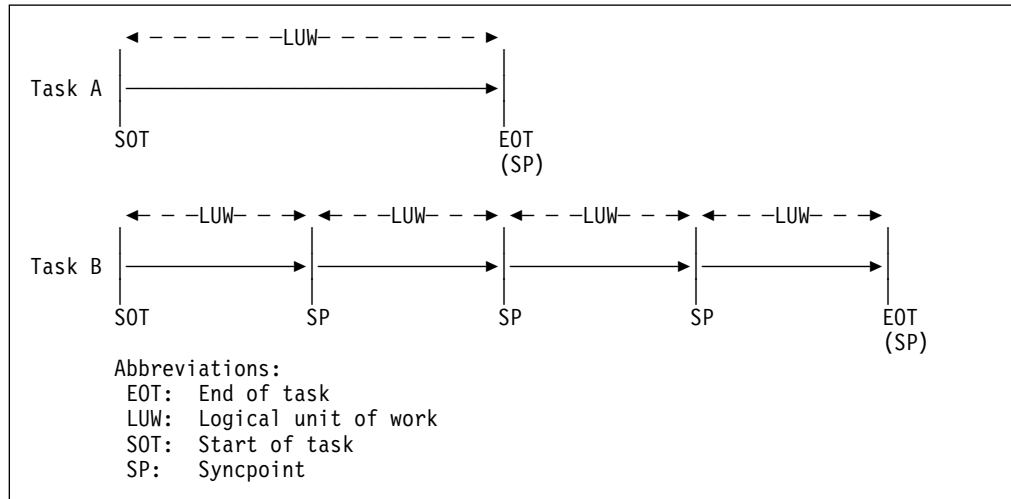 LUW
Task A
SOT EOT
(SP)
LUW LUW LUW LUW
Task B
SOT SP SP SP EOT
(SP)
Abbreviations:
EOT: End of task
LUW: Logical unit of work
SOT: Start of task
SP: Syncpoint